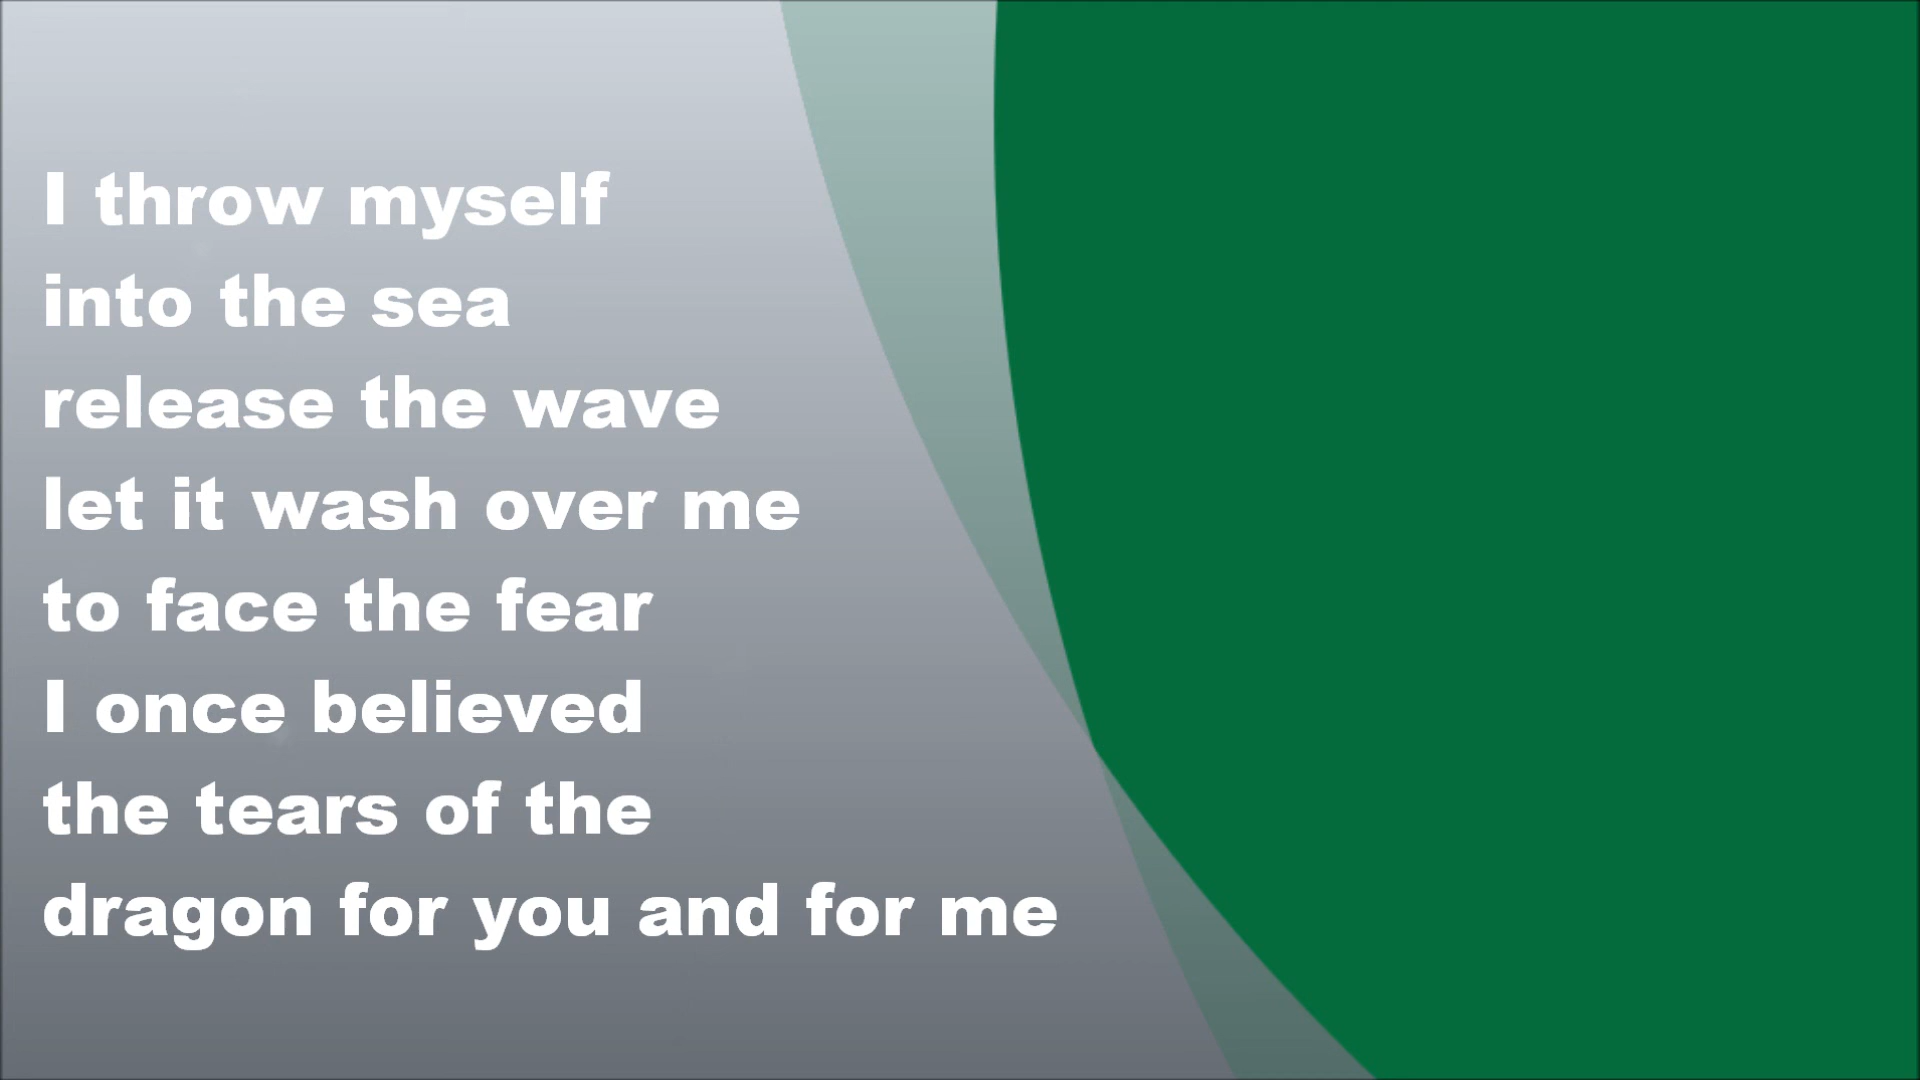 I throw myself
into the sea
release the wave
let it wash over me
to face the fear
I once believed
the tears of the
dragon for you and for me